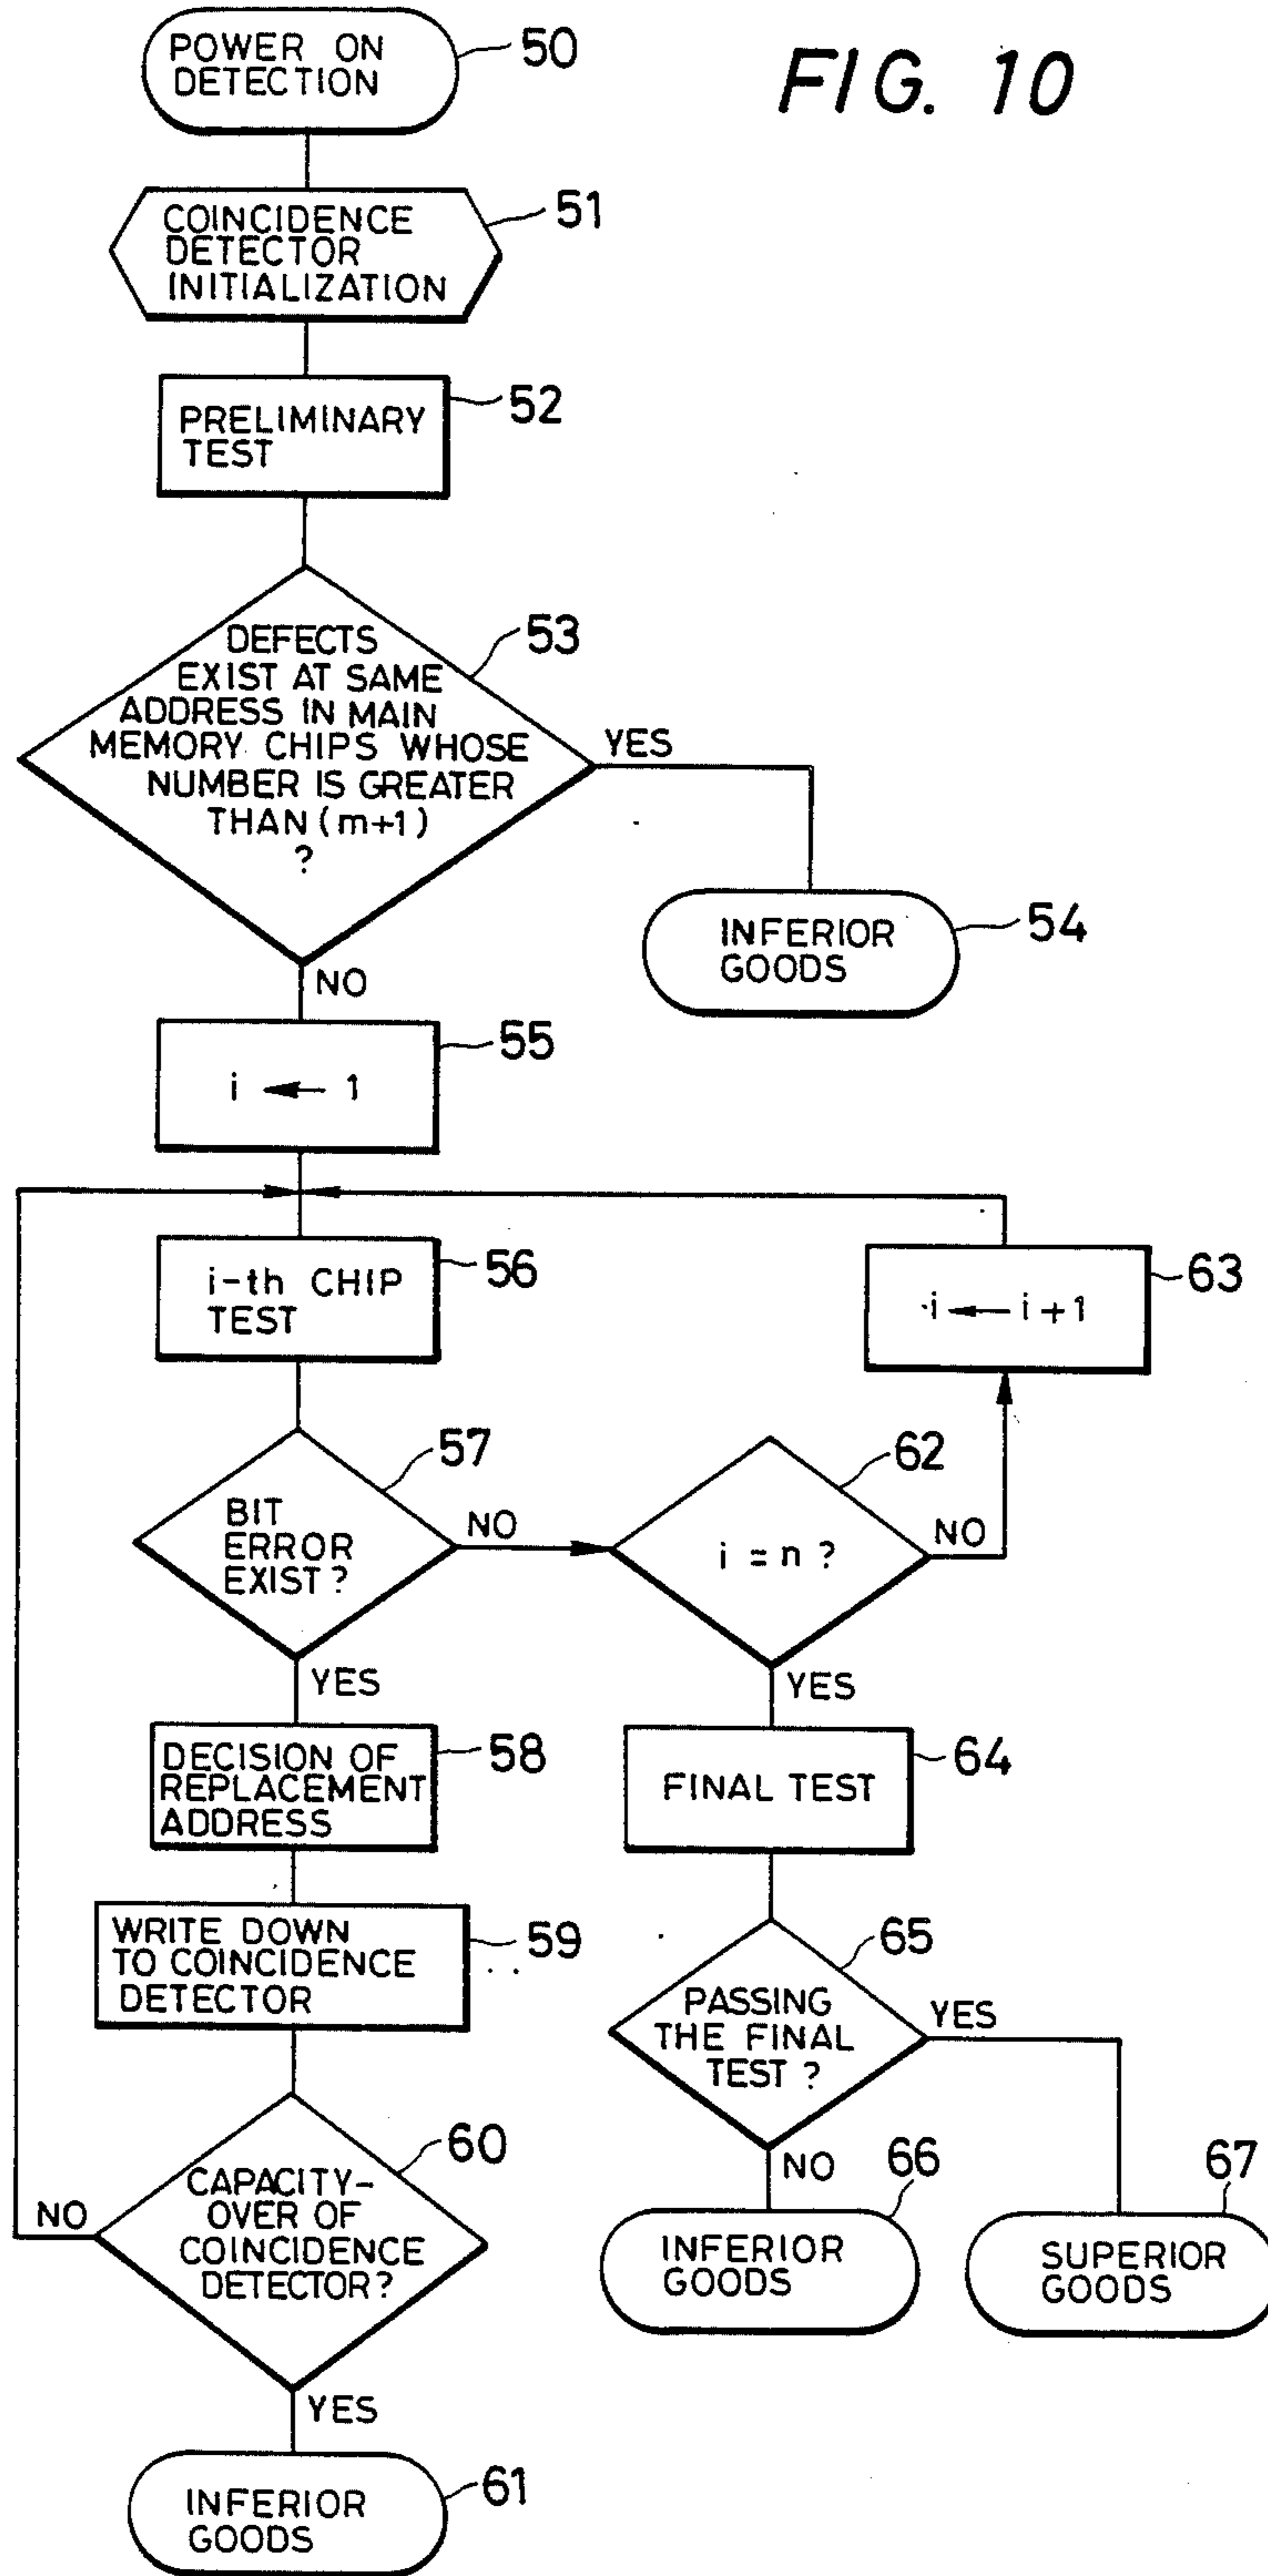 FIG. 10
POWER ON
DETECTION
50
COINCIDENCE
DETECTOR
INITIALIZATION
51
PRELIMINARY
TEST
52
DEFECTS
EXIST AT SAME
ADDRESS IN MAIN
MEMORY CHIPS WHOSE
NUMBER IS GREATER
THAN (m+1)
?
53
YES
INFERIOR
GOODS
54
NO
i ← 1
55
i-th CHIP
TEST
56
i ← i + 1
63
BIT
ERROR
EXIST ?
57
NO
i = n ?
62
NO
YES
YES
DECISION OF
REPLACEMENT
ADDRESS
58
FINAL TEST
64
WRITE DOWN
TO COINCIDENCE
DETECTOR
59
PASSING
THE FINAL
TEST ?
65
YES
NO
CAPACITY-
OVER OF
COINCIDENCE
DETECTOR?
60
NO
INFERIOR
GOODS
66
SUPERIOR
GOODS
67
YES
INFERIOR
GOODS
61